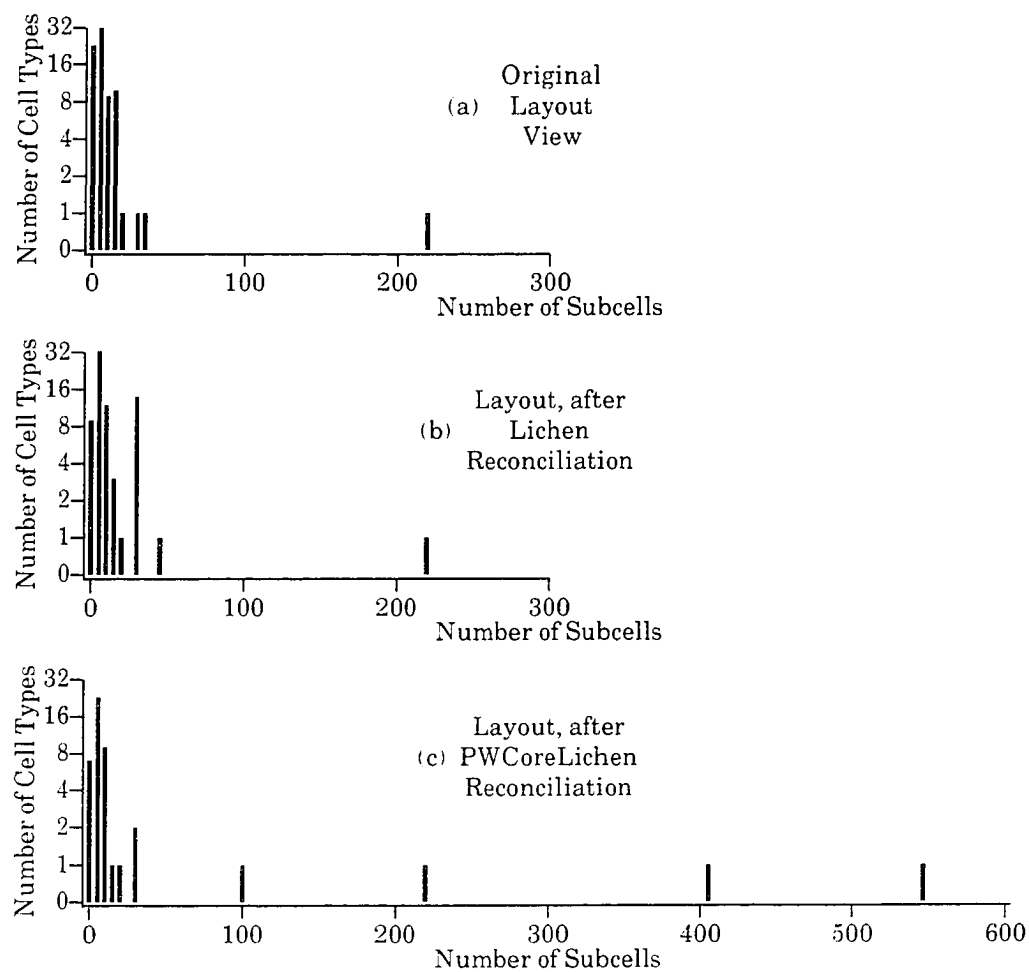 Number of Cell Types
32
16
8
4
2
1
0
Original
(a) Layout
View
0 100 200 300
Number of Subcells
Number of Cell Types
32
16
8
4
2
1
0
Layout, after
(b) Lichen
Reconciliation
0 100 200 300
Number of Subcells
Number of Cell Types
32
16
8
4
2
1
0
Layout, after
(c) PWCoreLichen
Reconciliation
0 100 200 300 400 500 600
Number of Subcells